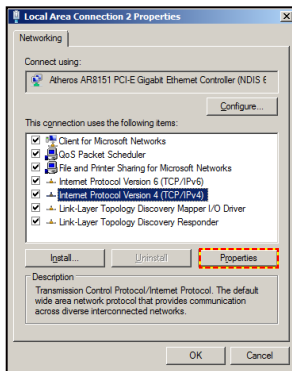 Local Area Connection 2 Properties
Networking
Connect using:
Atheros AR8151 PCI-E Gigabit Ethernet Controller (NDIS 6
Configure...
This connection uses the following items:
Client for Microsoft Networks
QoS Packet Scheduler
File and Printer Sharing for Microsoft Networks
Internet Protocol Version 6 (TCP/IPv6)
Internet Protocol Version 4 (TCP/IPv4)
Link-Layer Topology Discovery Mapper I/O Driver
Link-Layer Topology Discovery Responder
Install... Uninstall Properties
Description
Transmission Control Protocol/Internet Protocol. The default
wide area network protocol that provides communication
across diverse interconnected networks.
OK Cancel